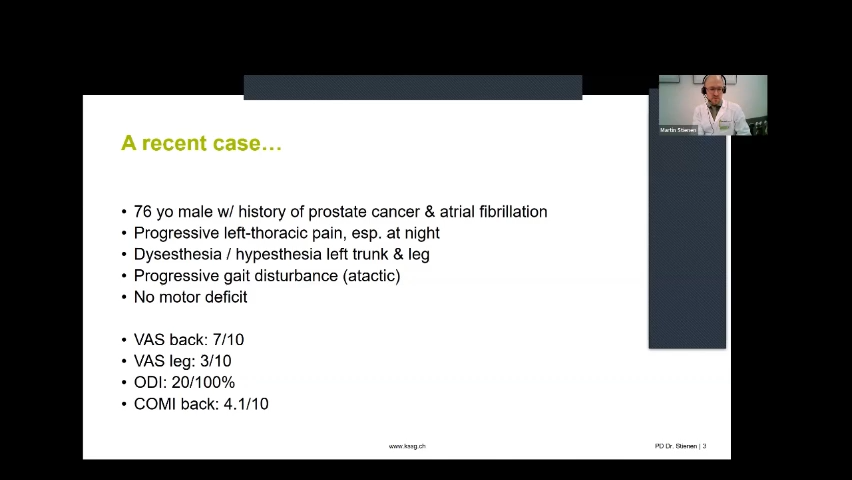 Martin Stienen
A recent case…
• 76 yo male w/ history of prostate cancer & atrial fibrillation
• Progressive left-thoracic pain, esp. at night
• Dysesthesia / hypesthesia left trunk & leg
• Progressive gait disturbance (atactic)
• No motor deficit
• VAS back: 7/10
• VAS leg: 3/10
• ODI: 20/100%
• COMI back: 4.1/10
www.kssg.ch
PD Dr. Stienen | 3